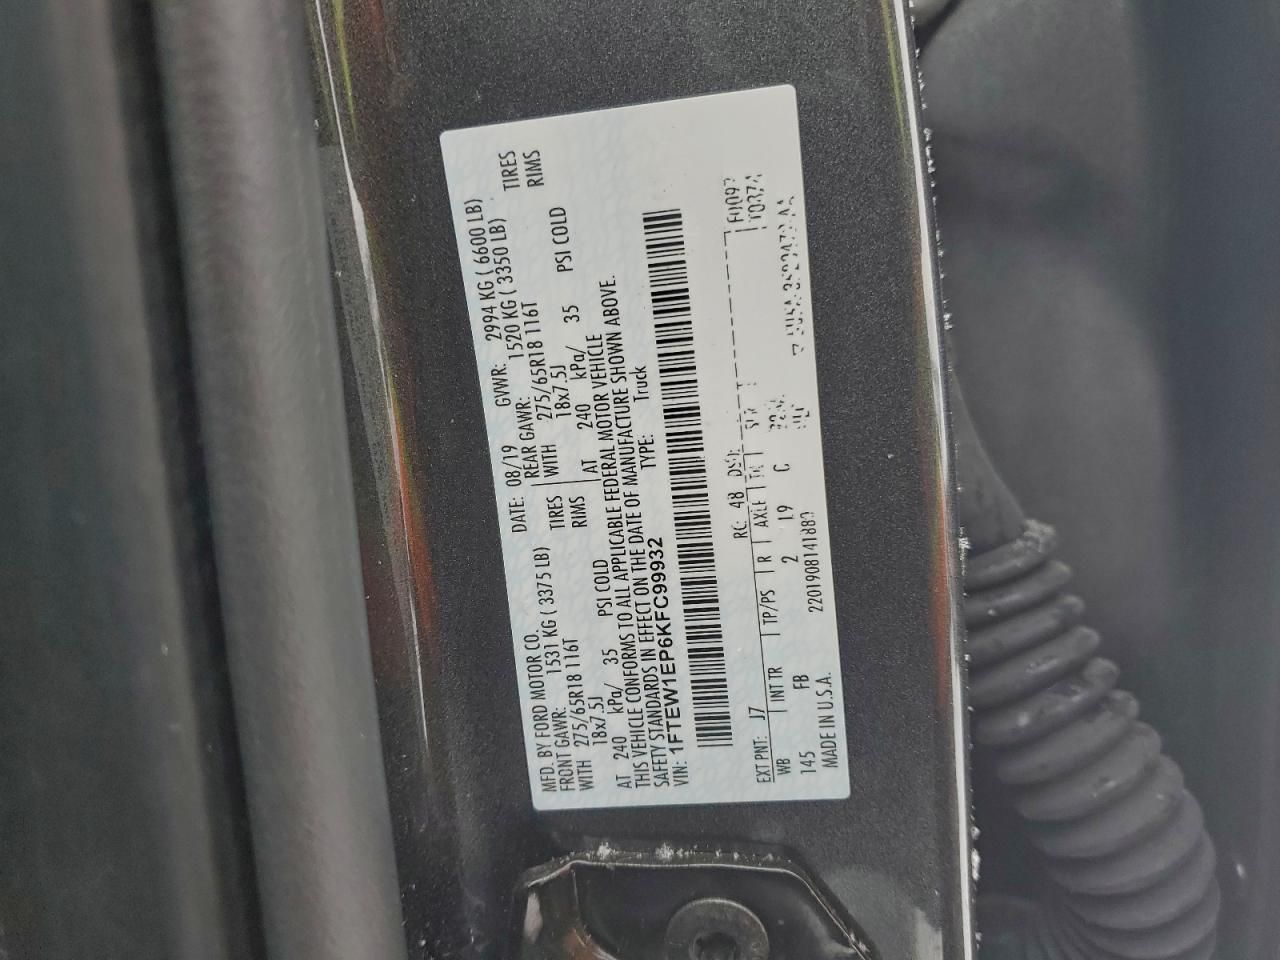 MFD. BY FORD MOTOR CO.
DATE: 08/19 GVWR: 2994 KG ( 6600 LB)
FRONT GAWR: 1531 KG ( 3375 LB) REAR GAWR: 1520 KG ( 3350 LB)
WITH 275/65R18 116T TIRES WITH 275/65R18 116T TIRES
18x7.5J RIMS 18x7.5J RIMS
AT 240 kPa/ 35 PSI COLD AT 240 kPa/ 35 PSI COLD
THIS VEHICLE CONFORMS TO ALL APPLICABLE FEDERAL MOTOR VEHICLE
SAFETY STANDARDS IN EFFECT ON THE DATE OF MANUFACTURE SHOWN ABOVE.
VIN: 1FTEW1EP6KFC99932 TYPE: Truck
EXT PNT: J7 RC: 48 DSO:
WB INT TR TP/PS R AXLE
145 FB 2 19 C
MADE IN U.S.A.